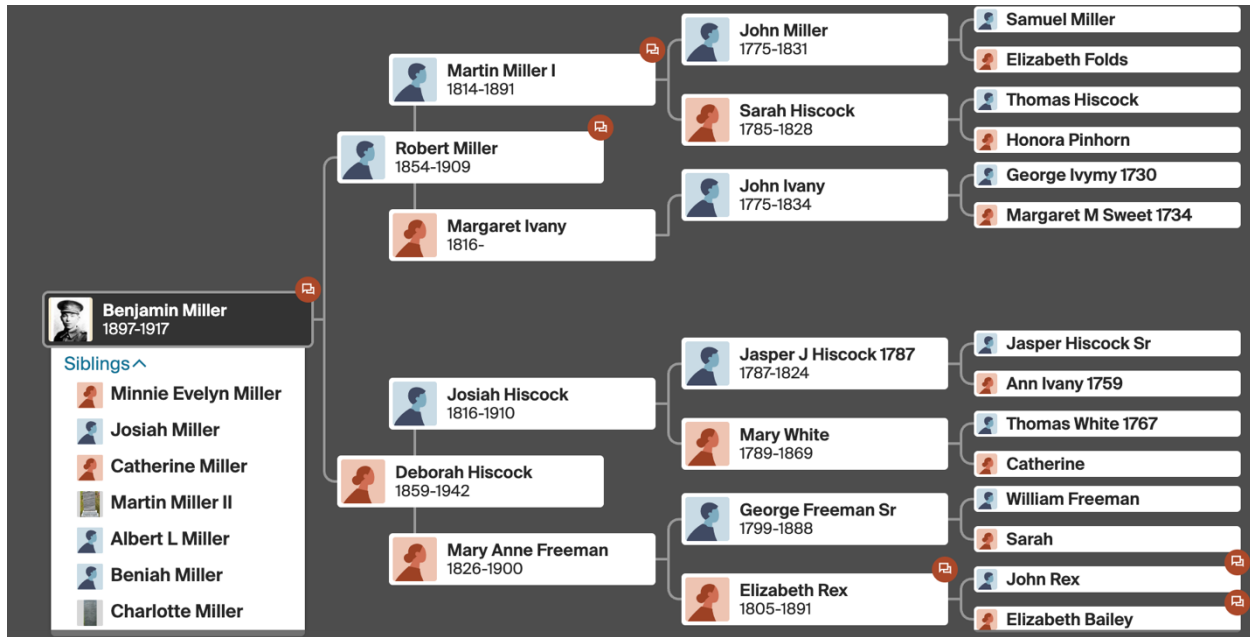 Benjamin Miller
1897-1917
Siblings
Minnie Evelyn Miller
Josiah Miller
Catherine Miller
Martin Miller II
Albert L Miller
Beniah Miller
Charlotte Miller
Robert Miller
1854-1909
Deborah Hiscock
1859-1942
Martin Miller I
1814-1891
Margaret Ivany
1816-
Josiah Hiscock
1816-1910
Mary Anne Freeman
1826-1900
John Miller
1775-1831
Sarah Hiscock
1785-1828
John Ivany
1775-1834
Jasper J Hiscock 1787
1787-1824
Mary White
1789-1869
George Freeman Sr
1799-1888
Elizabeth Rex
1805-1891
Samuel Miller
Elizabeth Folds
Thomas Hiscock
Honora Pinhorn
George Ivymy 1730
Margaret M Sweet 1734
Jasper Hiscock Sr
Ann Ivany 1759
Thomas White 1767
Catherine
William Freeman
Sarah
John Rex
Elizabeth Bailey